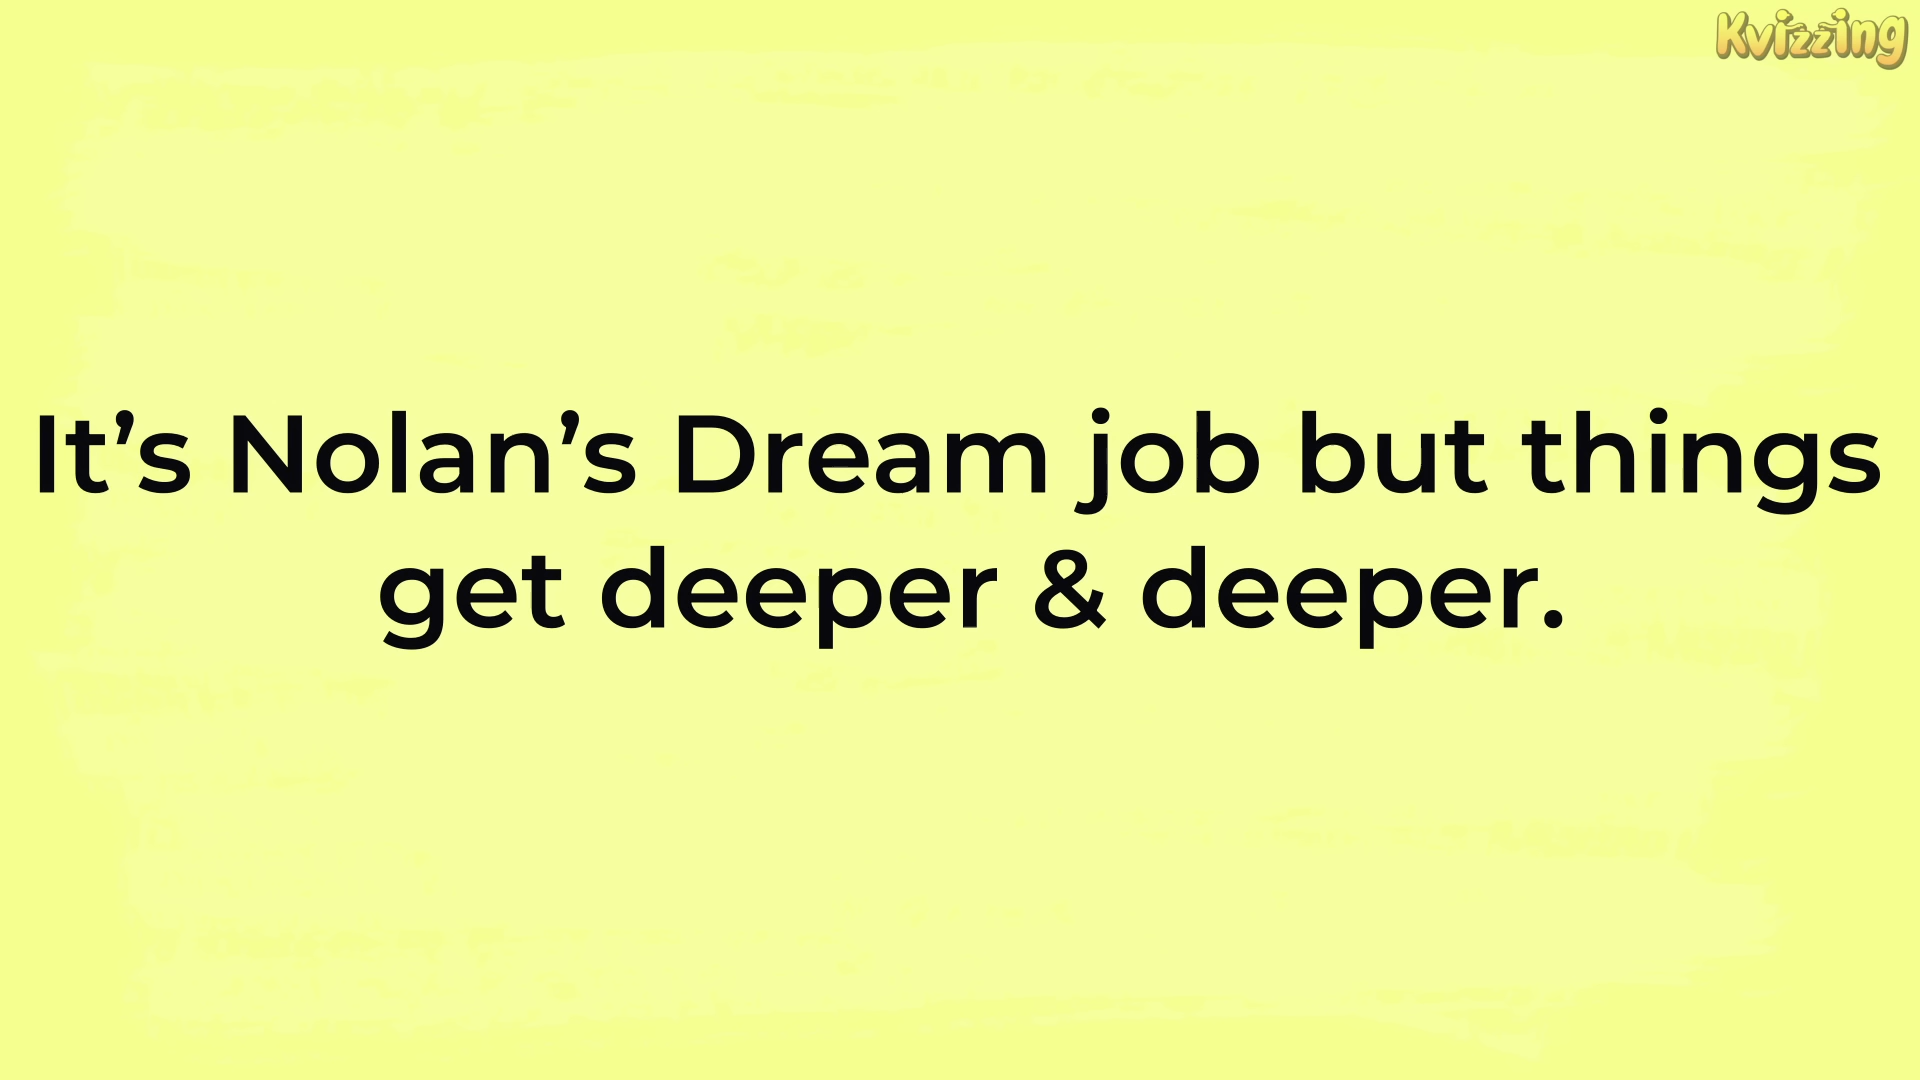 Kvizzing
It’s Nolan’s Dream job but things
get deeper & deeper.